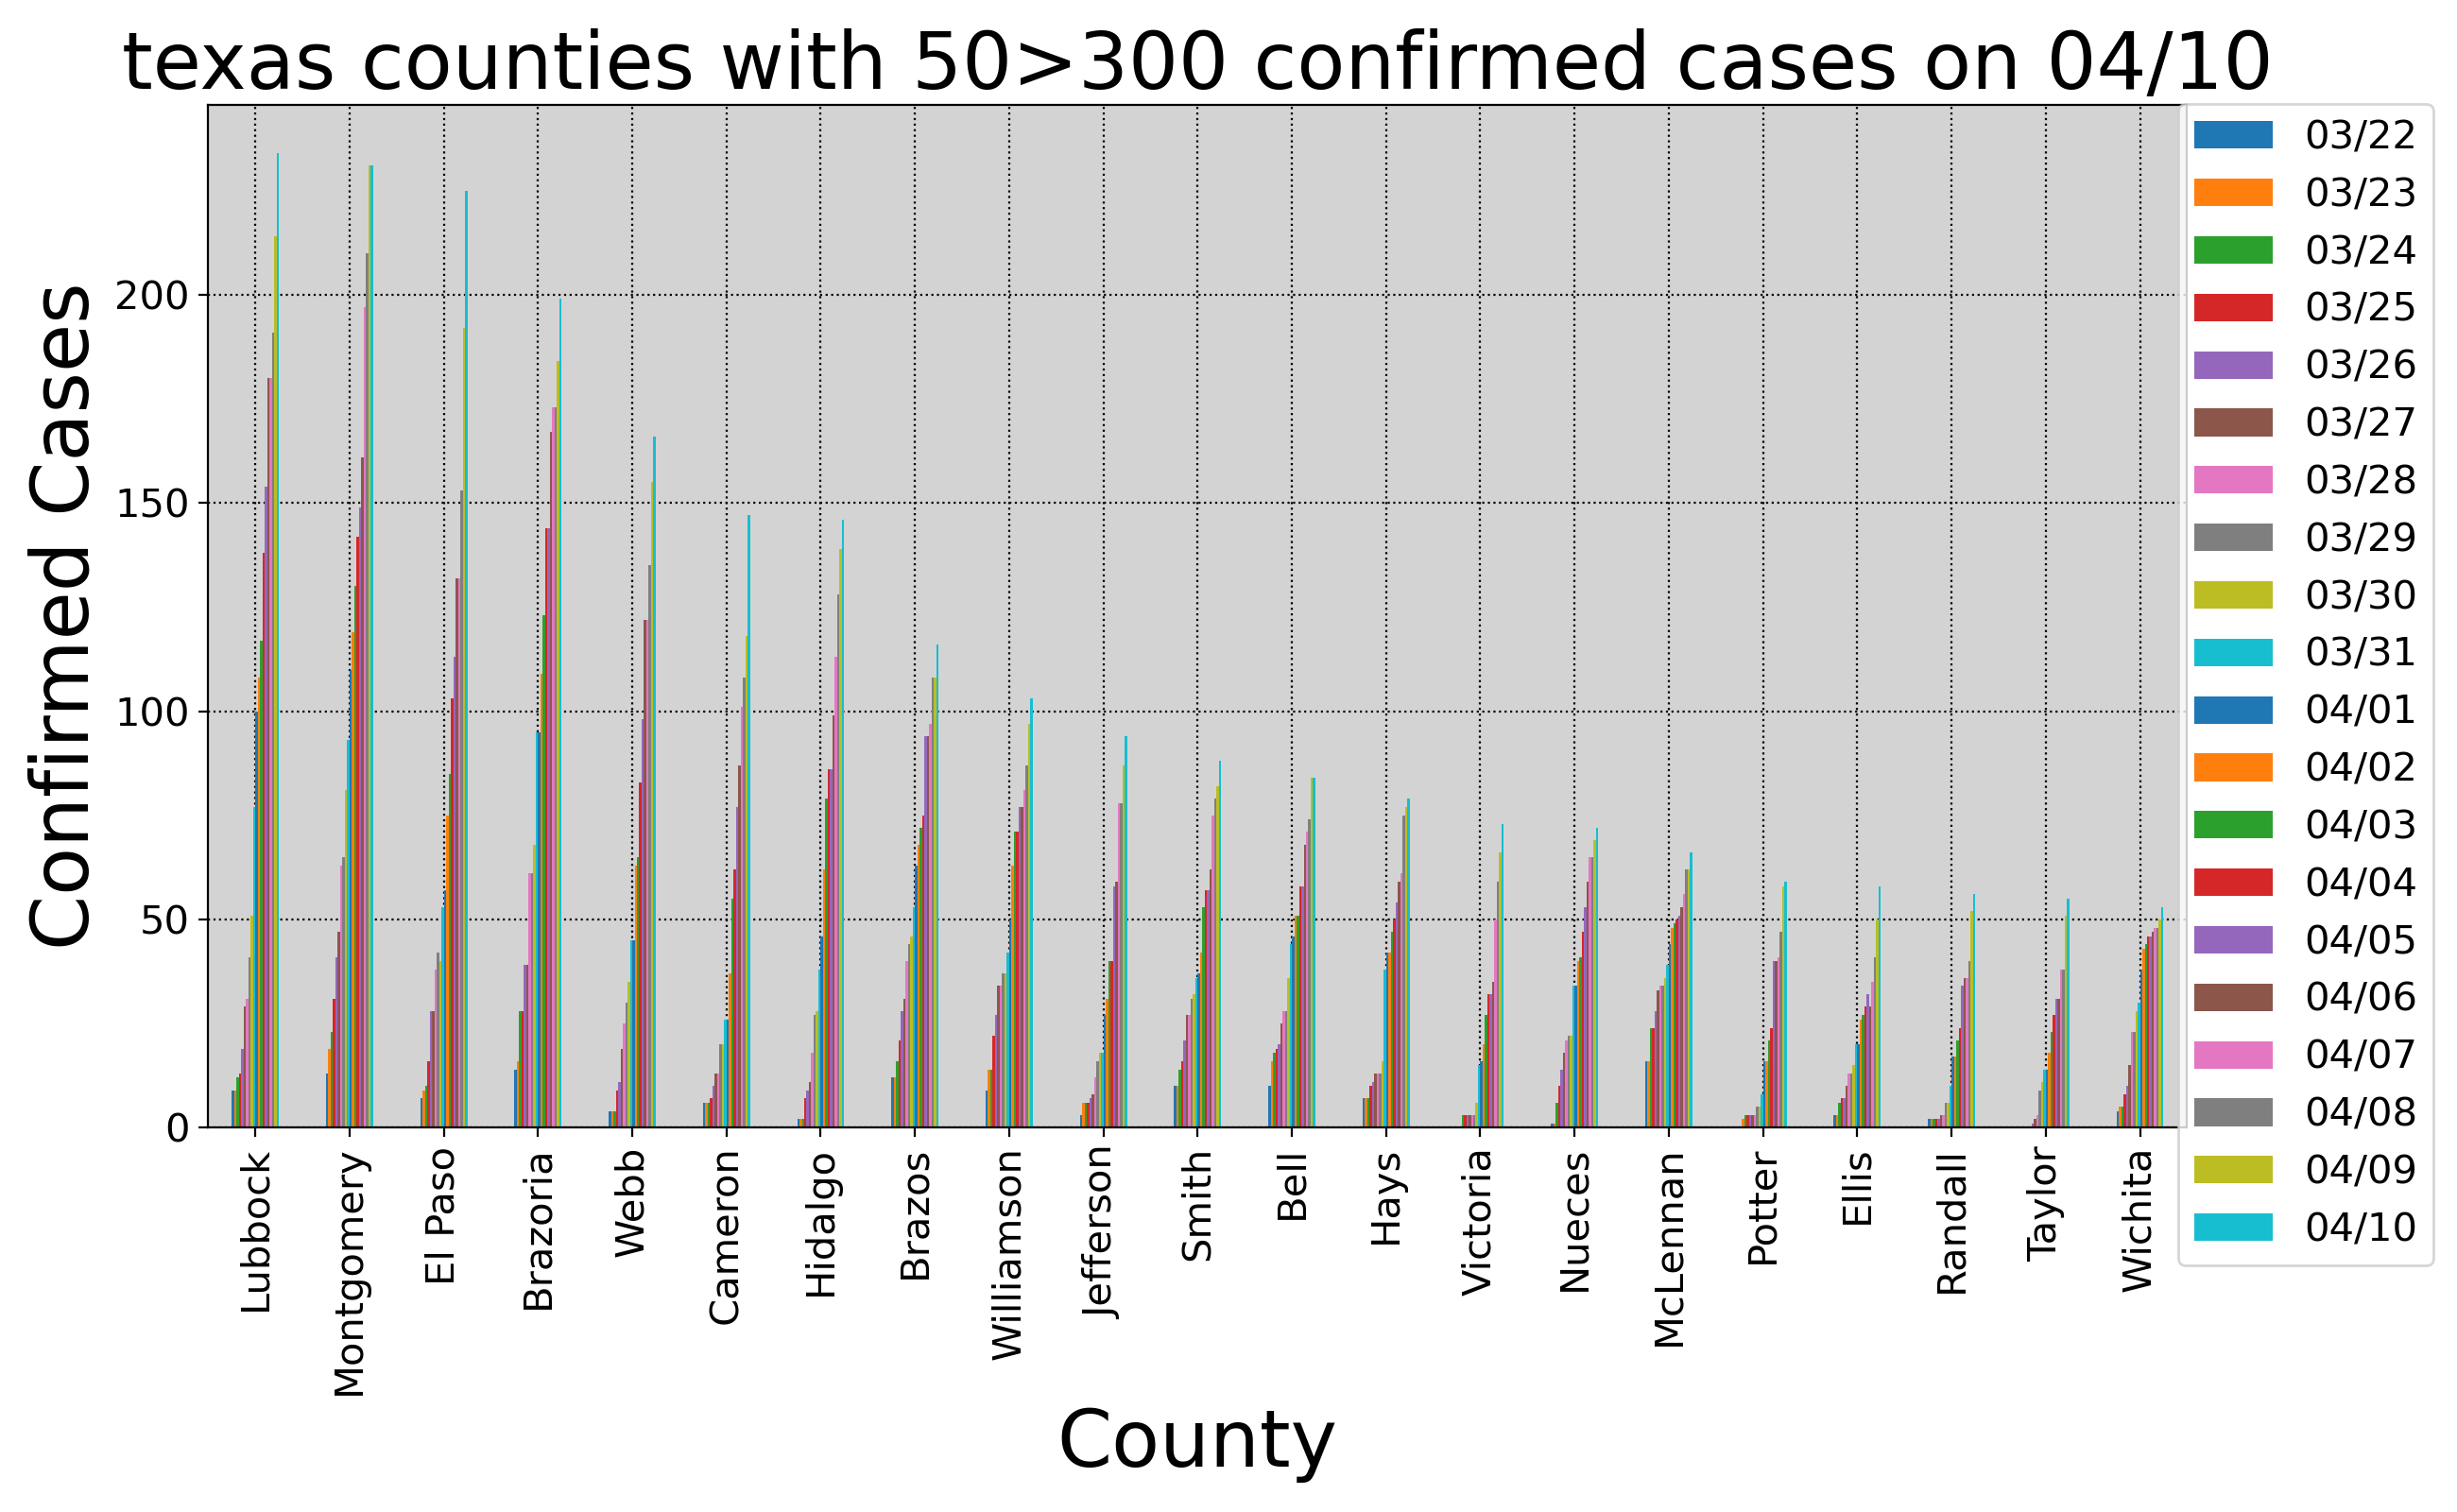 texas counties with 50>300 confirmed cases on 04/10
Confirmed Cases
200
150
100
50
0
Lubbock
Montgomery
El Paso
Brazoria
Webb
Cameron
Hidalgo
Brazos
Williamson
Jefferson
Smith
Bell
Hays
Victoria
Nueces
McLennan
Potter
Ellis
Randall
Taylor
Wichita
County
03/22
03/23
03/24
03/25
03/26
03/27
03/28
03/29
03/30
03/31
04/01
04/02
04/03
04/04
04/05
04/06
04/07
04/08
04/09
04/10